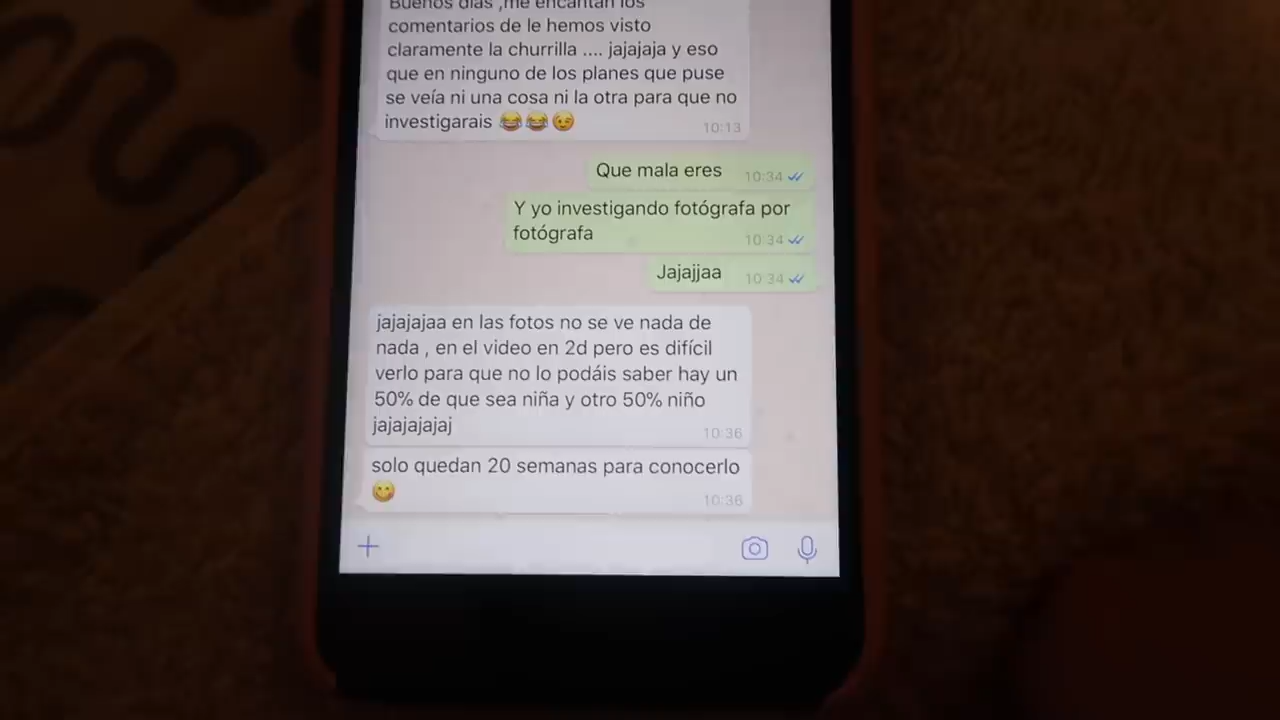 Buenos días ,me encantan los
comentarios de le hemos visto
claramente la churrilla .... jajajaja y eso
que en ninguno de los planes que puse
se veía ni una cosa ni la otra para que no
investigarais 😂😂😉
10:13
Que mala eres
10:34
Y yo investigando fotógrafa por
fotógrafa
10:34
Jajajjaa
10:34
jajajajaa en las fotos no se ve nada de
nada , en el video en 2d pero es difícil
verlo para que no lo podáis saber hay un
50% de que sea niña y otro 50% niño
jajajajajaj
10:36
solo quedan 20 semanas para conocerlo
😋
10:36